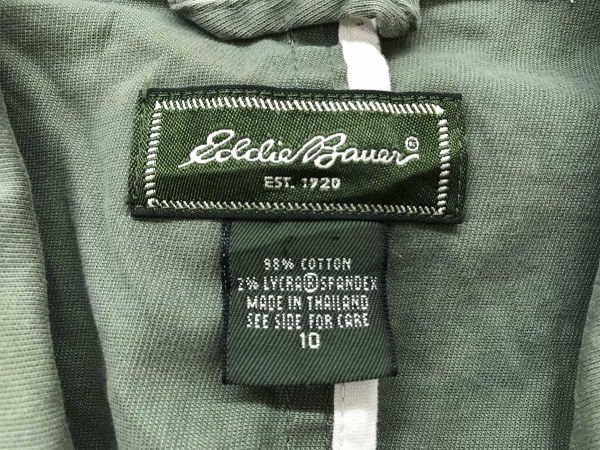 Eddie Bauer®
EST. 1920
98% COTTON
2% LYCRA®SPANDEX
MADE IN THAILAND
SEE SIDE FOR CARE
10